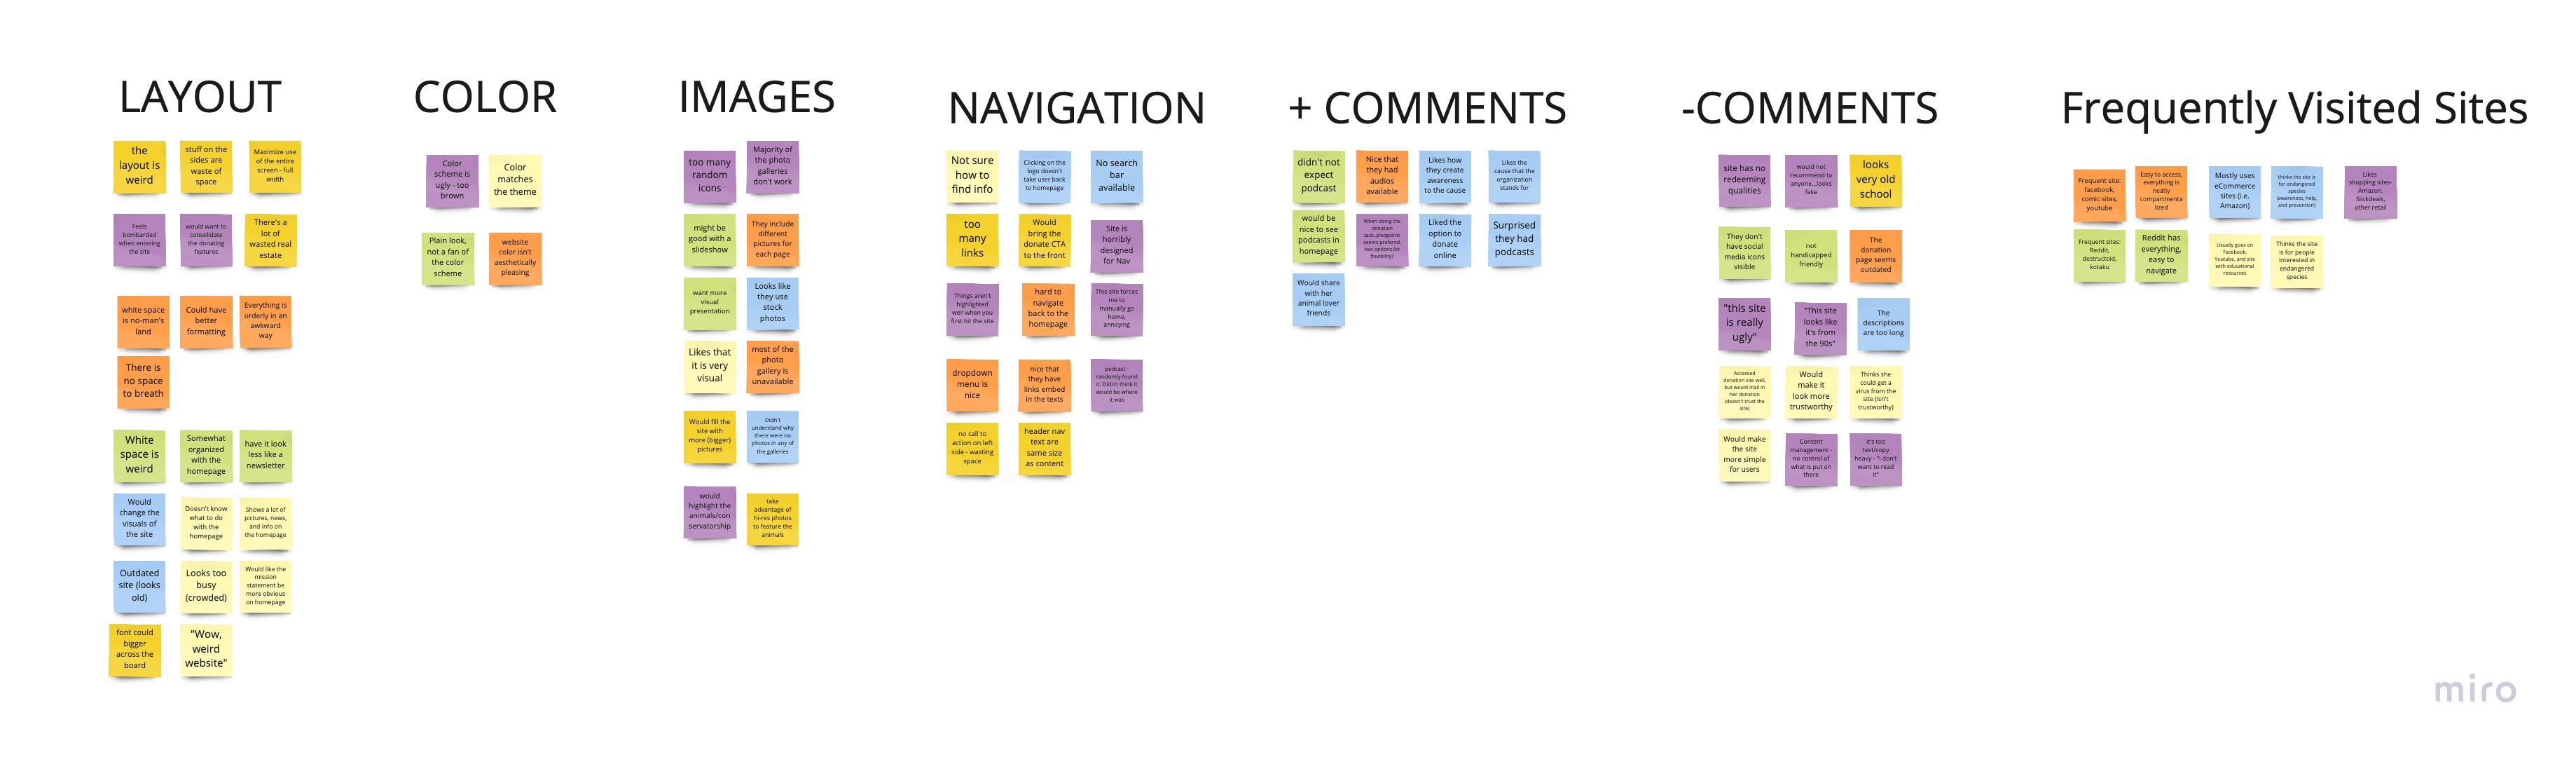 LAYOUT
the
layout is
weird
stuff on the
sides are
waste of
space
Maximize use
of the entire
screen - full
width
Feels
bombarded
when entering
the site
would want to
consolidate
the donating
features
There's a
lot of
wasted real
estate
white space
is no-man's
land
Could have
better
formatting
Everything is
orderly in an
awkward
way
There is
no space
to breath
White
space is
weird
Somewhat
organized
with the
homepage
have it look
less like a
newsletter
Would
change the
visuals of
the site
Doesn't know
what to do
with the
homepage
Shows a lot of
pictures, news,
and info on
the homepage
Outdated
site (looks
old)
Looks too
busy
(crowded)
Would like the
mission
statement be
more obvious
on homepage
font could
bigger
across the
board
"Wow,
weird
website"
COLOR
Color
scheme is
ugly - too
brown
Color
matches
the theme
Plain look,
not a fan of
the color
scheme
website
color isn't
aesthetically
pleasing
IMAGES
too many
random
icons
Majority of
the photo
galleries
don't work
might be
good with a
slideshow
They include
different
pictures for
each page
want more
visual
presentation
Looks like
they use
stock
photos
Likes that
it is very
visual
most of the
photo
gallery is
unavailable
Would fill the
site with
more (bigger)
pictures
Didn't
understand why
there were no
photos in any of
the galleries
would
highlight the
animals/con
servatorship
take
advantage of
hi-res photos
to feature the
animals
NAVIGATION
Not sure
how to
find info
Clicking on the
logo doesn't
take user back
to homepage
No search
bar
available
too
many
links
Would
bring the
donate CTA
to the front
Site is
horribly
designed
for Nav
Things aren't
highlighted
well when you
first hit the site
hard to
navigate
back to the
homepage
This site forces
me to
manually go
home,
annoying
dropdown
menu is
nice
nice that
they have
links embed
in the texts
podcast -
randomly found
it. Didn't think it
would be where
it was
no call to
action on left
side - wasting
space
header nav
text are
same size
as content
+ COMMENTS
didn't not
expect
podcast
Nice that
they had
audios
available
Likes how
they create
awareness
to the cause
Likes the
cause that the
organization
stands for
would be
nice to see
podcasts in
homepage
When doing the
donation
task..pledgeline
seems prefered,
two options for
flexibility?
Liked the
option to
donate
online
Surprised
they had
podcasts
Would share
with her
animal lover
friends
-COMMENTS
site has no
redeeming
qualities
would not
recommend to
anyone...looks
fake
looks
very old
school
They don't
have social
media icons
visible
not
handicapped
friendly
The
donation
page seems
outdated
"this site
is really
ugly"
"This site
looks like
it's from
the 90s"
The
descriptions
are too long
Accessed
donation site well,
but would mail in
her donation
(doesn't trust the
site)
Would
make it
look more
trustworthy
Thinks she
could get a
virus from the
site (isn't
trustworthy)
Would make
the site
more simple
for users
Content
management -
no control of
what is put on
there
it's too
text/copy
heavy - "i don't
want to read
it"
Frequently Visited Sites
Frequent site:
facebook,
comic sites,
youtube
Easy to access,
everything is
neatly
compartmenta
lized
Mostly uses
eCommerce
sites (i.e.
Amazon)
thinks the site
is for endangered
species
(awareness, help,
and prevention)
Likes
shopping sites-
Amazon,
Slickdeals,
other retail
Frequent sites:
Reddit,
destructoid,
kotaku
Reddit has
everything,
easy to
navigate
Usually goes on
Facebook,
Youtube, and site
with educational
resources
Thinks the site
is for people
interested in
endangered
species
miro